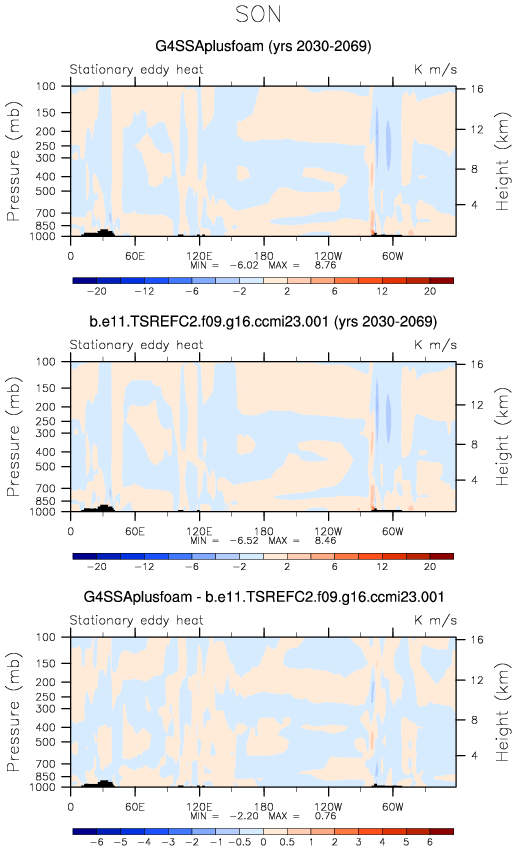 SON
G4SSAplusfoam (yrs 2030-2069)
Stationary eddy heat K m/s
Pressure (mb)
Height (km)
100 150 200 250 300 400 500 700 850 1000
16 12 8 4
0 60E 120E 180 120W 60W
MIN = -6.02 MAX = 8.76
-20 -12 -6 -2 2 6 12 20
b.e11.TSREFC2.f09.g16.ccmi23.001 (yrs 2030-2069)
Stationary eddy heat K m/s
Pressure (mb)
Height (km)
100 150 200 250 300 400 500 700 850 1000
16 12 8 4
0 60E 120E 180 120W 60W
MIN = -6.52 MAX = 8.46
-20 -12 -6 -2 2 6 12 20
G4SSAplusfoam - b.e11.TSREFC2.f09.g16.ccmi23.001
Stationary eddy heat K m/s
Pressure (mb)
Height (km)
100 150 200 250 300 400 500 700 850 1000
16 12 8 4
0 60E 120E 180 120W 60W
MIN = -2.20 MAX = 0.76
-6 -5 -4 -3 -2 -1 -0.5 0 0.5 1 2 3 4 5 6